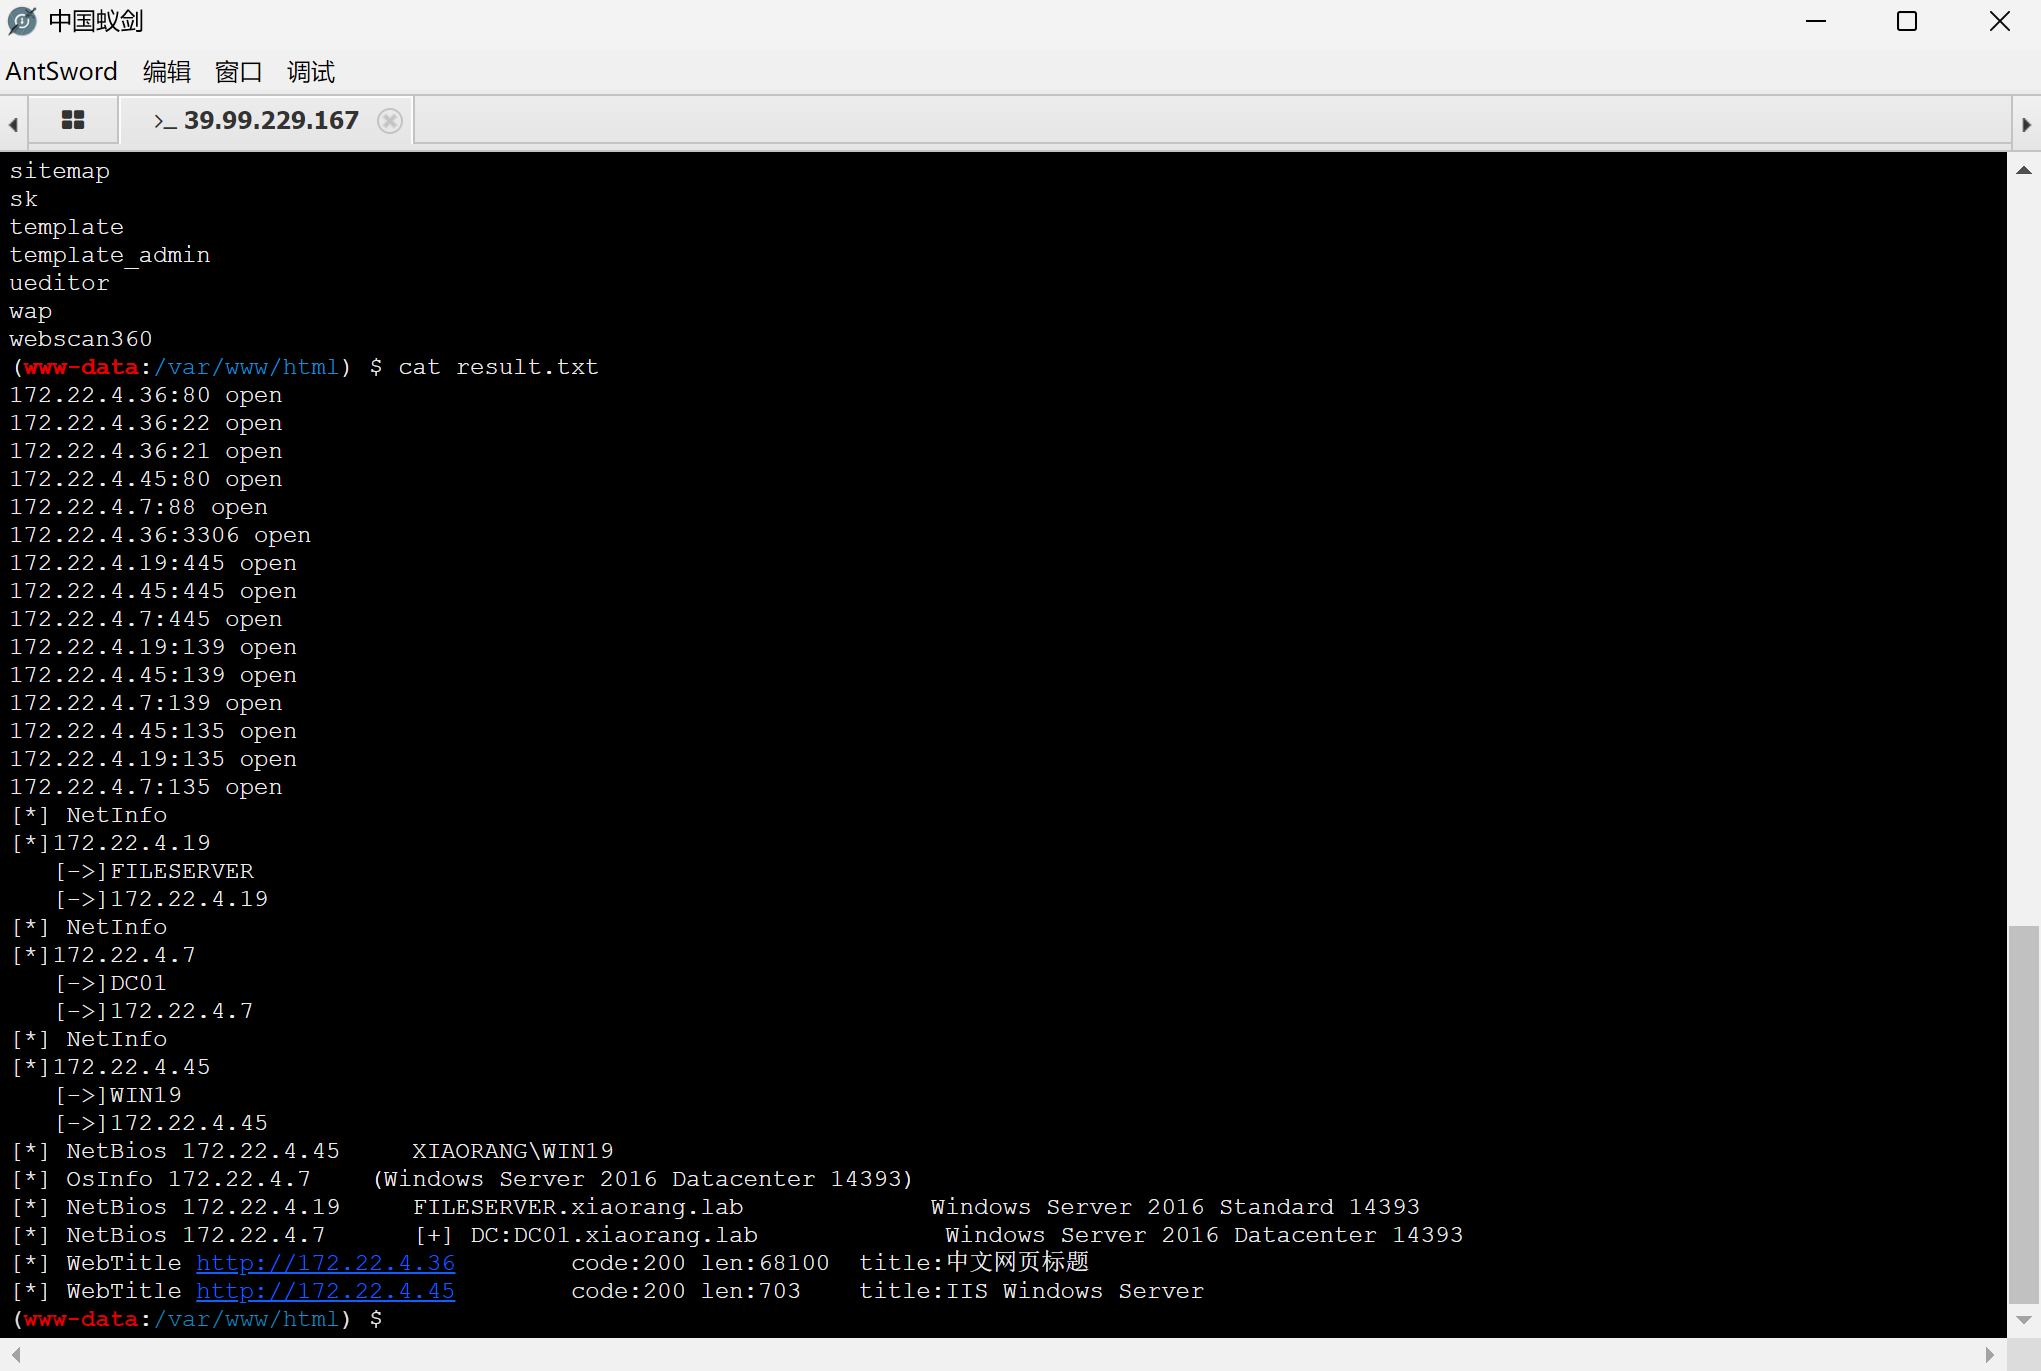 中国蚁剑
AntSword 编辑 窗口 调试
>_ 39.99.229.167
sitemap
sk
template
template_admin
ueditor
wap
webscan360
(www-data:/var/www/html) $ cat result.txt
172.22.4.36:80 open
172.22.4.36:22 open
172.22.4.36:21 open
172.22.4.45:80 open
172.22.4.7:88 open
172.22.4.36:3306 open
172.22.4.19:445 open
172.22.4.45:445 open
172.22.4.7:445 open
172.22.4.19:139 open
172.22.4.45:139 open
172.22.4.7:139 open
172.22.4.45:135 open
172.22.4.19:135 open
172.22.4.7:135 open
[*] NetInfo
[*]172.22.4.19
   [->]FILESERVER
   [->]172.22.4.19
[*] NetInfo
[*]172.22.4.7
   [->]DC01
   [->]172.22.4.7
[*] NetInfo
[*]172.22.4.45
   [->]WIN19
   [->]172.22.4.45
[*] NetBios 172.22.4.45     XIAORANG\WIN19
[*] OsInfo 172.22.4.7    (Windows Server 2016 Datacenter 14393)
[*] NetBios 172.22.4.19     FILESERVER.xiaorang.lab             Windows Server 2016 Standard 14393
[*] NetBios 172.22.4.7      [+] DC:DC01.xiaorang.lab             Windows Server 2016 Datacenter 14393
[*] WebTitle http://172.22.4.36        code:200 len:68100  title:中文网页标题
[*] WebTitle http://172.22.4.45        code:200 len:703    title:IIS Windows Server
(www-data:/var/www/html) $